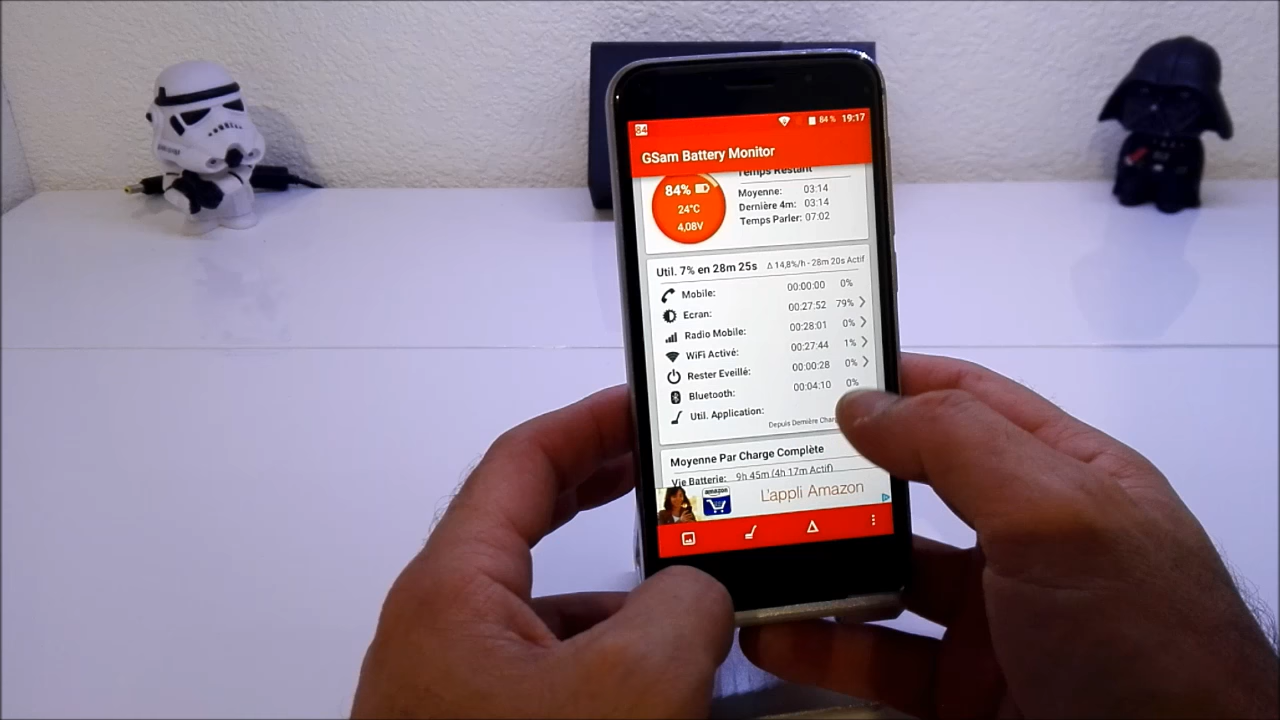 84 84% 19:17
GSam Battery Monitor
Temps Restant
84%
24°C
4,08V
Moyenne: 03:14
Dernière 4m: 03:14
Temps Parler: 07:02
Util. 7% en 28m 25s Δ 14,8%/h - 28m 20s Actif
Mobile: 00:00:00 0%
Ecran: 00:27:52 79%
Radio Mobile: 00:28:01 0%
WiFi Activé: 00:27:44 1%
Rester Eveillé: 00:00:28 0%
Bluetooth: 00:04:10 0%
Util. Application:
Depuis Dernière
Moyenne Par Charge Complète
Vie Batterie: 9h 45m (4h 17m Actif)
amazon
L'appli Amazon